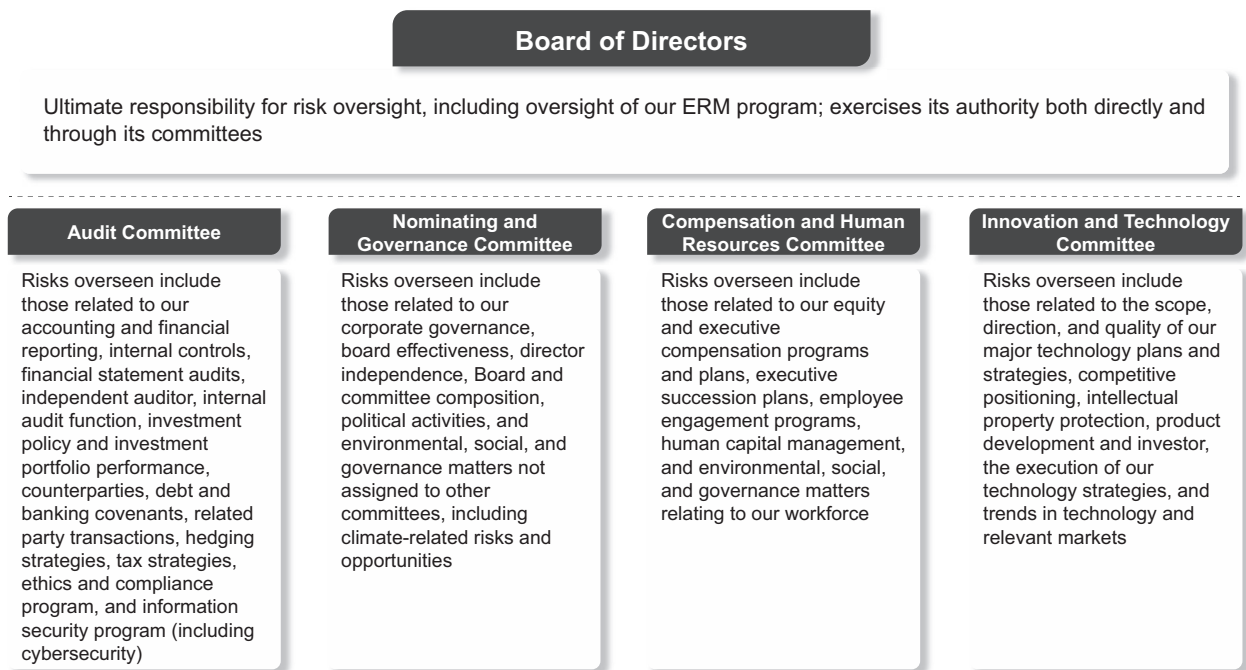 Board of Directors
Ultimate responsibility for risk oversight, including oversight of our ERM program; exercises its authority both directly and
through its committees
Audit Committee
Risks overseen include
those related to our
accounting and financial
reporting, internal controls,
financial statement audits,
independent auditor, internal
audit function, investment
policy and investment
portfolio performance,
counterparties, debt and
banking covenants, related
party transactions, hedging
strategies, tax strategies,
ethics and compliance
program, and information
security program (including
cybersecurity)
Nominating and
Governance Committee
Risks overseen include
those related to our
corporate governance,
board effectiveness, director
independence, Board and
committee composition,
political activities, and
environmental, social, and
governance matters not
assigned to other
committees, including
climate-related risks and
opportunities
Compensation and Human
Resources Committee
Risks overseen include
those related to our equity
and executive
compensation programs
and plans, executive
succession plans, employee
engagement programs,
human capital management,
and environmental, social,
and governance matters
relating to our workforce
Innovation and Technology
Committee
Risks overseen include
those related to the scope,
direction, and quality of our
major technology plans and
strategies, competitive
positioning, intellectual
property protection, product
development and investor,
the execution of our
technology strategies, and
trends in technology and
relevant markets